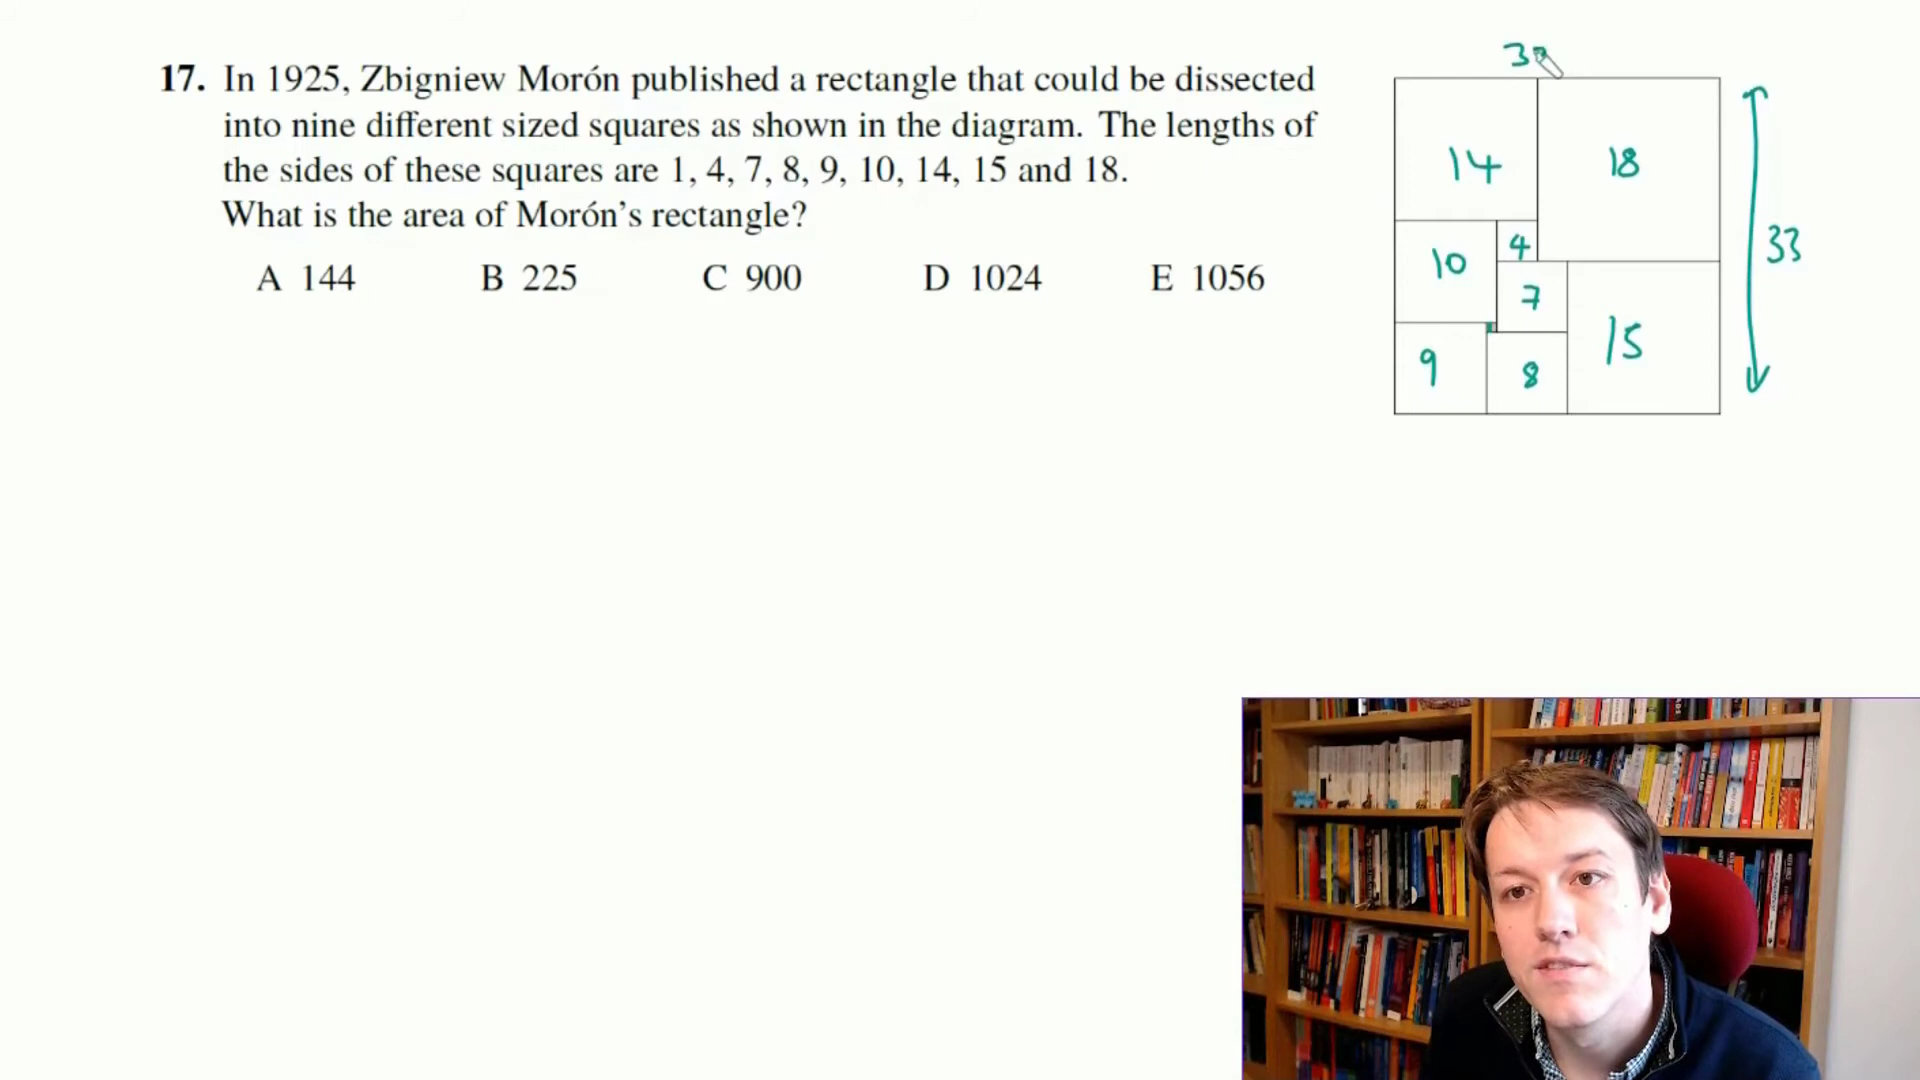 17. In 1925, Zbigniew Morón published a rectangle that could be dissected
into nine different sized squares as shown in the diagram. The lengths of
the sides of these squares are 1, 4, 7, 8, 9, 10, 14, 15 and 18.
What is the area of Morón's rectangle?
A 144 B 225 C 900 D 1024 E 1056
14 18
4
10
33
7
15
9 8